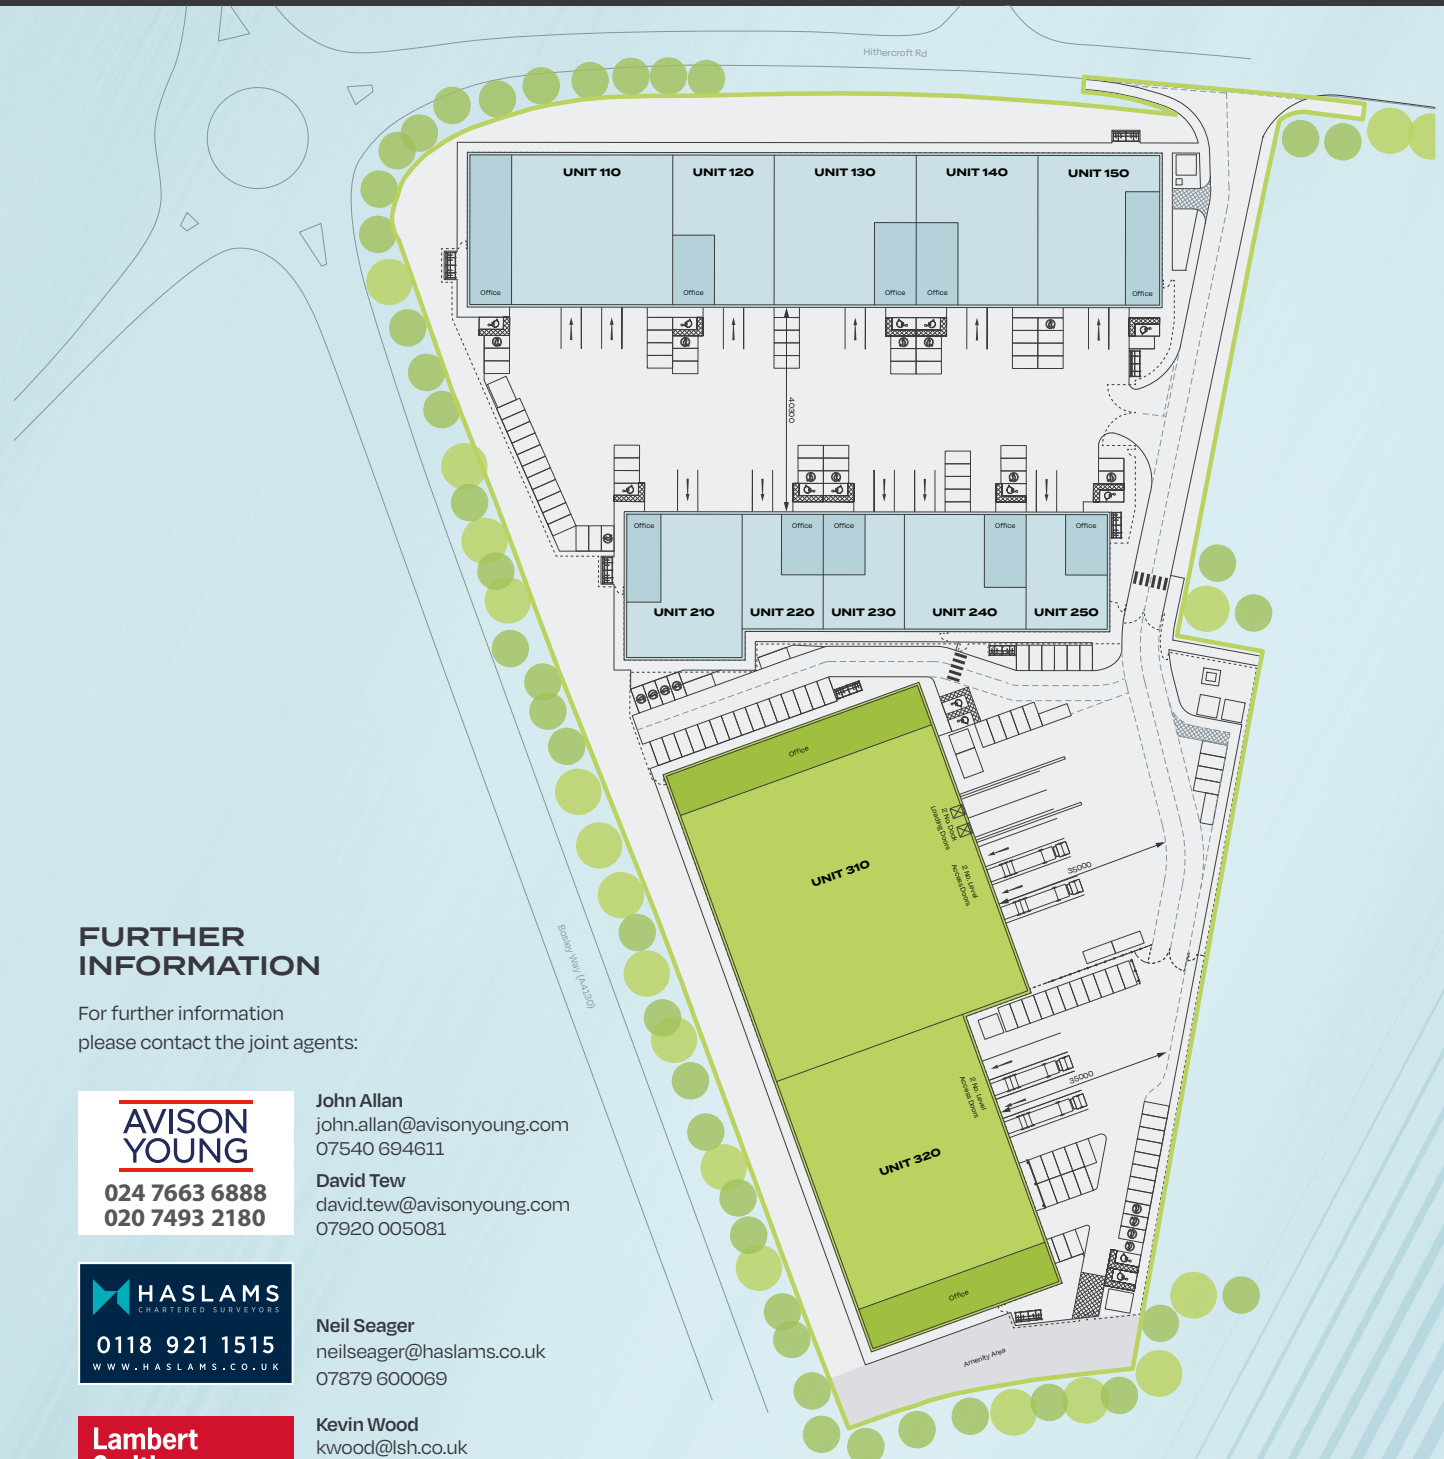 Hithercroft Rd
UNIT 110
UNIT 120
UNIT 130
UNIT 140
UNIT 150
Office
Office
Office
Office
Office
40300
Office
Office
Office
Office
Office
UNIT 210
UNIT 220
UNIT 230
UNIT 240
UNIT 250
Office
2 No. Dock
Loading Doors
UNIT 310
2 No. Level
Access Doors
35000
Bosley Way (A4130)
35000
2 No. Level
Access Doors
UNIT 320
Office
Amenity Area
FURTHER
INFORMATION
For further information
please contact the joint agents:
AVISON
YOUNG
024 7663 6888
020 7493 2180
John Allan
john.allan@avisonyoung.com
07540 694611
David Tew
david.tew@avisonyoung.com
07920 005081
HASLAMS
CHARTERED SURVEYORS
0118 921 1515
WWW.HASLAMS.CO.UK
Neil Seager
neilseager@haslams.co.uk
07879 600069
Lambert
Kevin Wood
kwood@lsh.co.uk